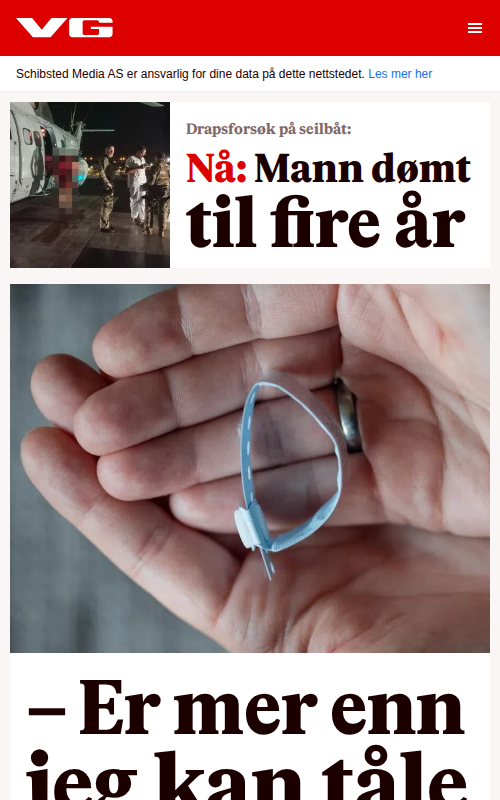 VG
Schibsted Media AS er ansvarlig for dine data på dette nettstedet. Les mer her
Drapsforsøk på seilbåt:
Nå: Mann dømt
til fire år
– Er mer enn
jeg kan tåle